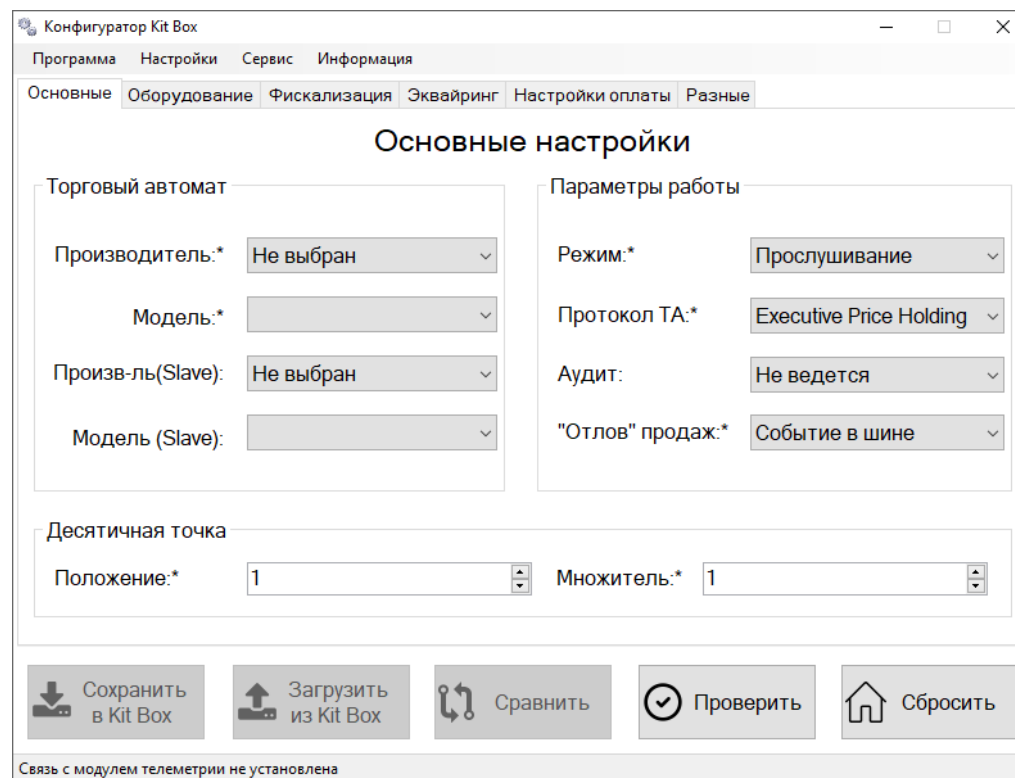 Конфигуратор Kit Box
Программа Настройки Сервис Информация
Основные Оборудование Фискализация Эквайринг Настройки оплаты Разные
Основные настройки
Торговый автомат
Производитель:* Не выбран
Модель:*
Произв-ль(Slave): Не выбран
Модель (Slave):
Параметры работы
Режим:* Прослушивание
Протокол ТА:* Executive Price Holding
Аудит: Не ведется
"Отлов" продаж:* Событие в шине
Десятичная точка
Положение:* 1 Множитель:* 1
Сохранить
в Kit Box
Загрузить
из Kit Box
Сравнить
Проверить
Сбросить
Связь с модулем телеметрии не установлена